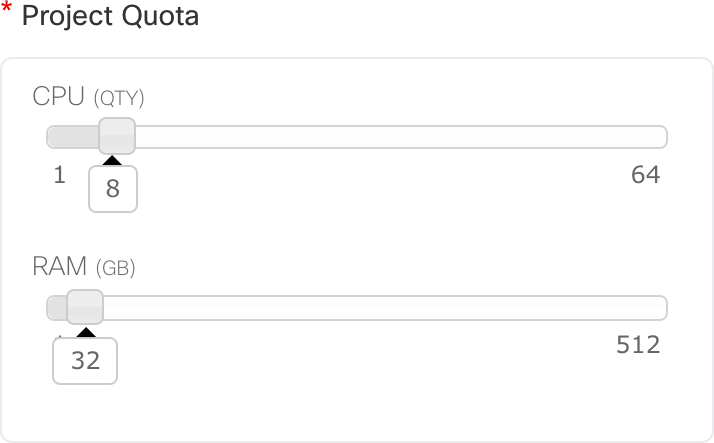 * Project Quota
CPU (QTY)
1
8
64
RAM (GB)
32
512